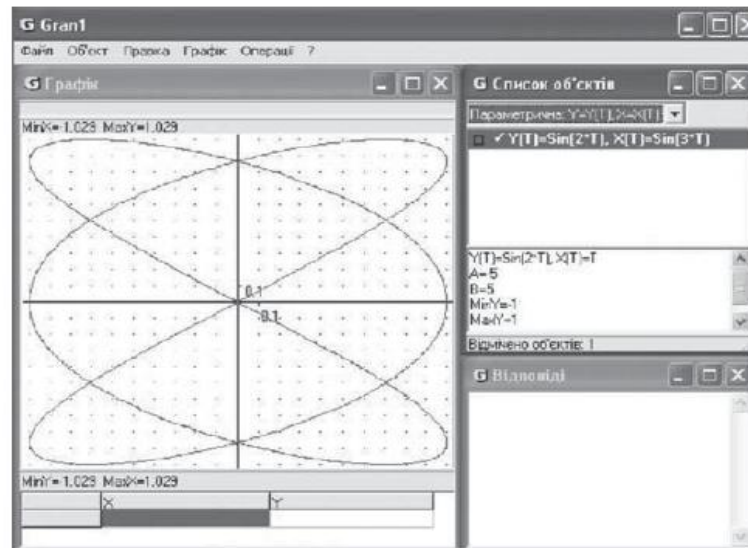 G Gran1
Файл Об'єкт Правка Графік Операції ?
G Графік
MinX=-1.029 MaxY=1.029
0.1
0.1
MinY=-1.029 MaxX=1.029
X Y
G Список об'єктів
Параметрична: Y=Y(T), X=X(T)
✓ Y(T)=Sin(2*T), X(T)=Sin(3*T)
Y(T)=Sin(2*T), X(T)=T
A=-5
B=5
MinY=-1
MaxY=1
Відмічено об'єктів: 1
G Відповіді